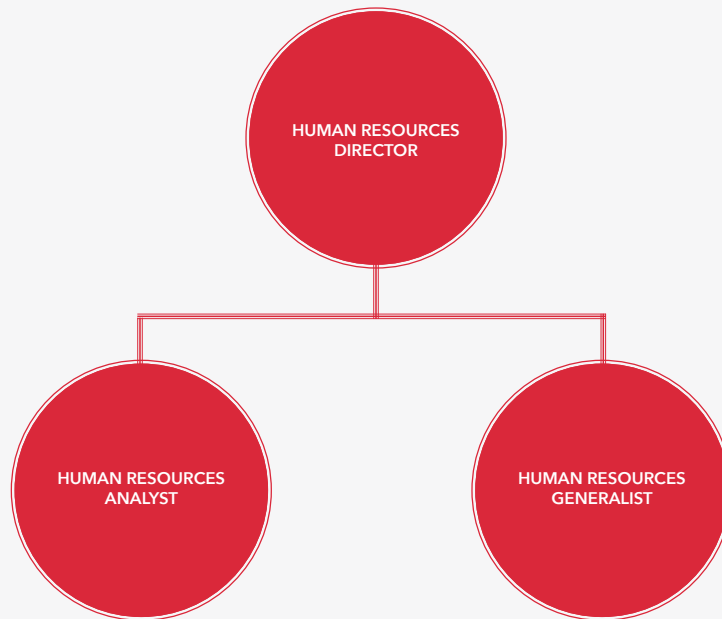 HUMAN RESOURCES
DIRECTOR
HUMAN RESOURCES
ANALYST
HUMAN RESOURCES
GENERALIST